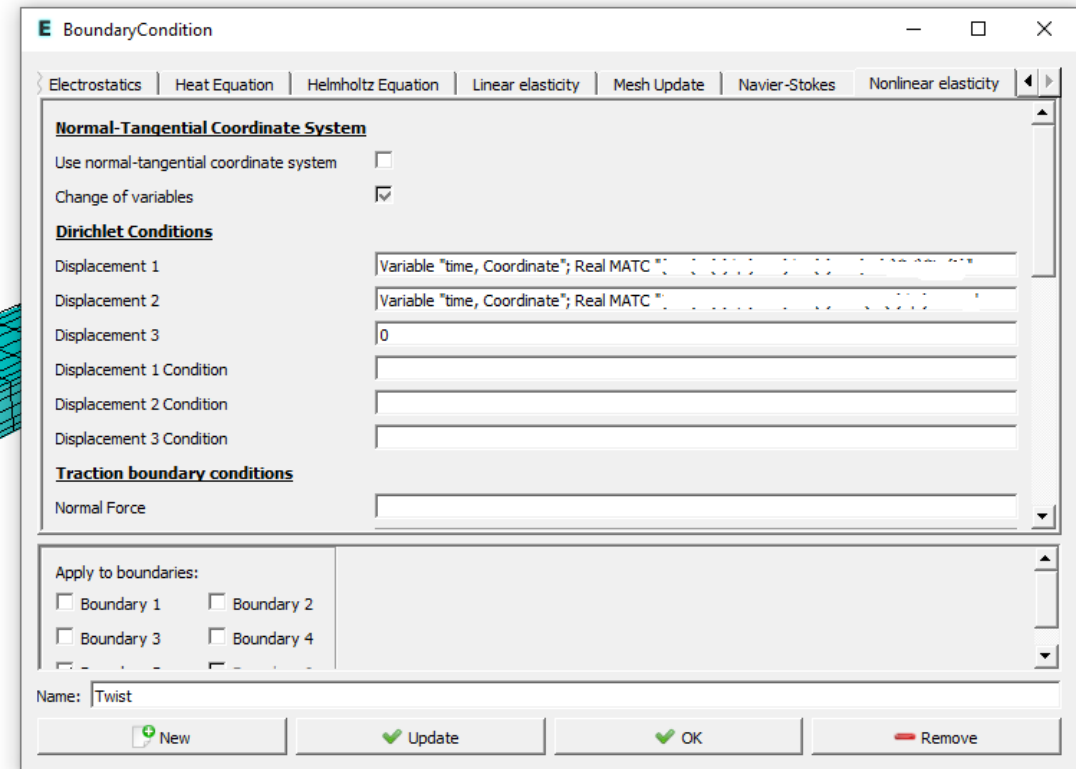 E BoundaryCondition
Electrostatics Heat Equation Helmholtz Equation Linear elasticity Mesh Update Navier-Stokes Nonlinear elasticity
Normal-Tangential Coordinate System
Use normal-tangential coordinate system
Change of variables
Dirichlet Conditions
Displacement 1 Variable "time, Coordinate"; Real MATC "
Displacement 2 Variable "time, Coordinate"; Real MATC "
Displacement 3 0
Displacement 1 Condition
Displacement 2 Condition
Displacement 3 Condition
Traction boundary conditions
Normal Force
Apply to boundaries:
Boundary 1 Boundary 2
Boundary 3 Boundary 4
Name: Twist
New Update OK Remove